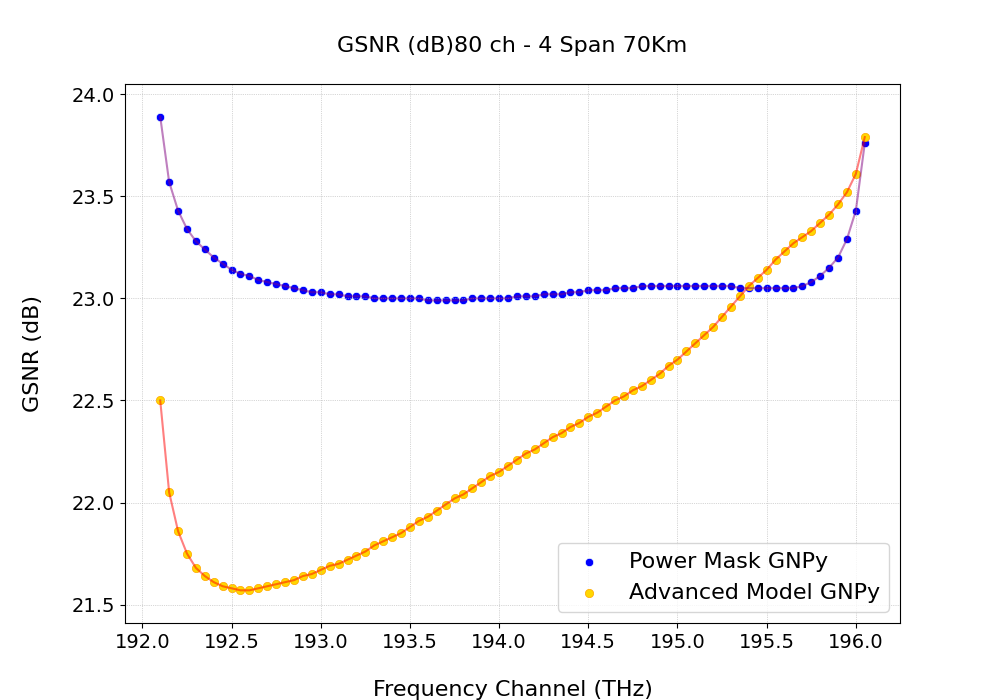 GSNR (dB)80 ch - 4 Span 70Km
24.0
23.5
23.0
22.5
22.0
21.5
GSNR (dB)
Power Mask GNPy
Advanced Model GNPy
192.0 192.5 193.0 193.5 194.0 194.5 195.0 195.5 196.0
Frequency Channel (THz)